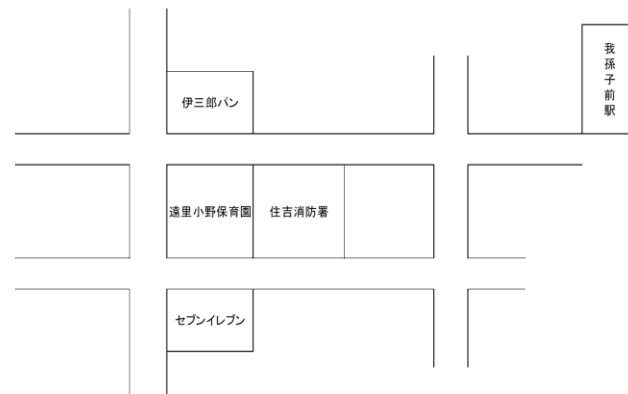 我孫子前駅
伊三郎パン
遠里小野保育園
住吉消防署
セブンイレブン